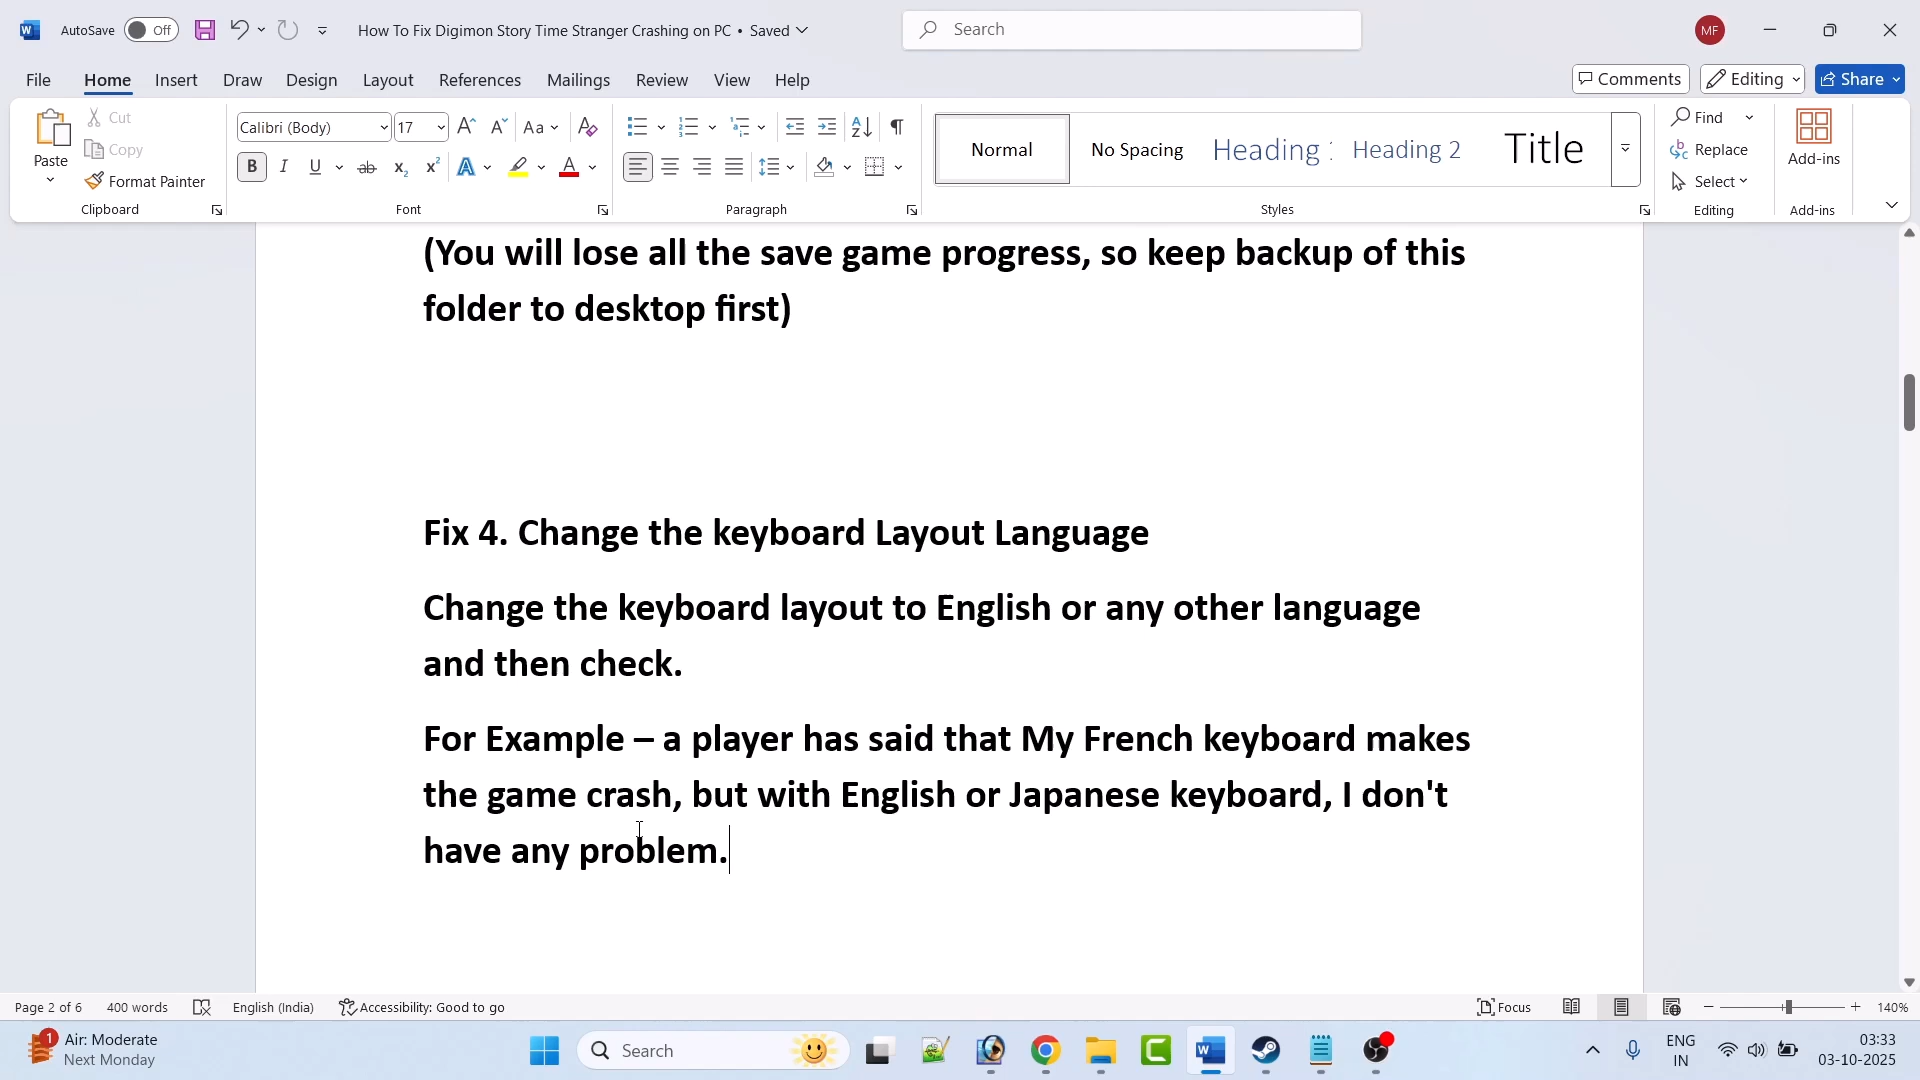 AutoSave Off How To Fix Digimon Story Time Stranger Crashing on PC • Saved Search MF
File Home Insert Draw Design Layout References Mailings Review View Help Comments Editing Share
Paste Cut Copy Format Painter Clipboard
Calibri (Body) 17 Aa
B I U ab x₂ x² A A Font
Paragraph
Normal No Spacing Heading 1 Heading 2 Title Styles
Find Replace Select Editing
Add-ins Add-ins
(You will lose all the save game progress, so keep backup of this
folder to desktop first)
Fix 4. Change the keyboard Layout Language
Change the keyboard layout to English or any other language
and then check.
For Example – a player has said that My French keyboard makes
the game crash, but with English or Japanese keyboard, I don't
have any problem.
Page 2 of 6 400 words English (India) Accessibility: Good to go Focus 140%
1 Air: Moderate Next Monday Search ENG IN 03:33 03-10-2025